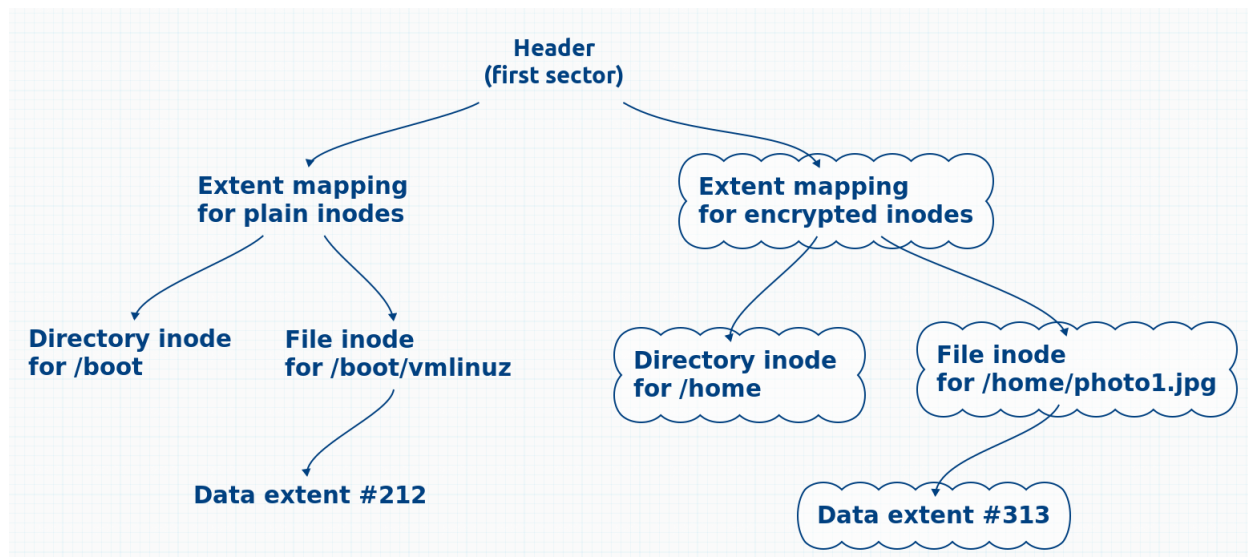 Header
(first sector)
Extent mapping
for plain inodes
Extent mapping
for encrypted inodes
Directory inode
for /boot
File inode
for /boot/vmlinuz
Directory inode
for /home
File inode
for /home/photo1.jpg
Data extent #212
Data extent #313